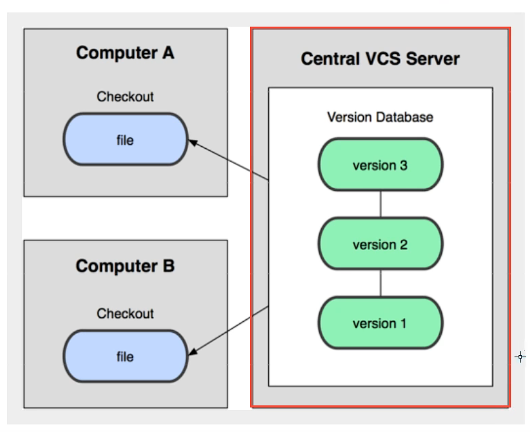 Computer A
Checkout
file
Computer B
Checkout
file
Central VCS Server
Version Database
version 3
version 2
version 1